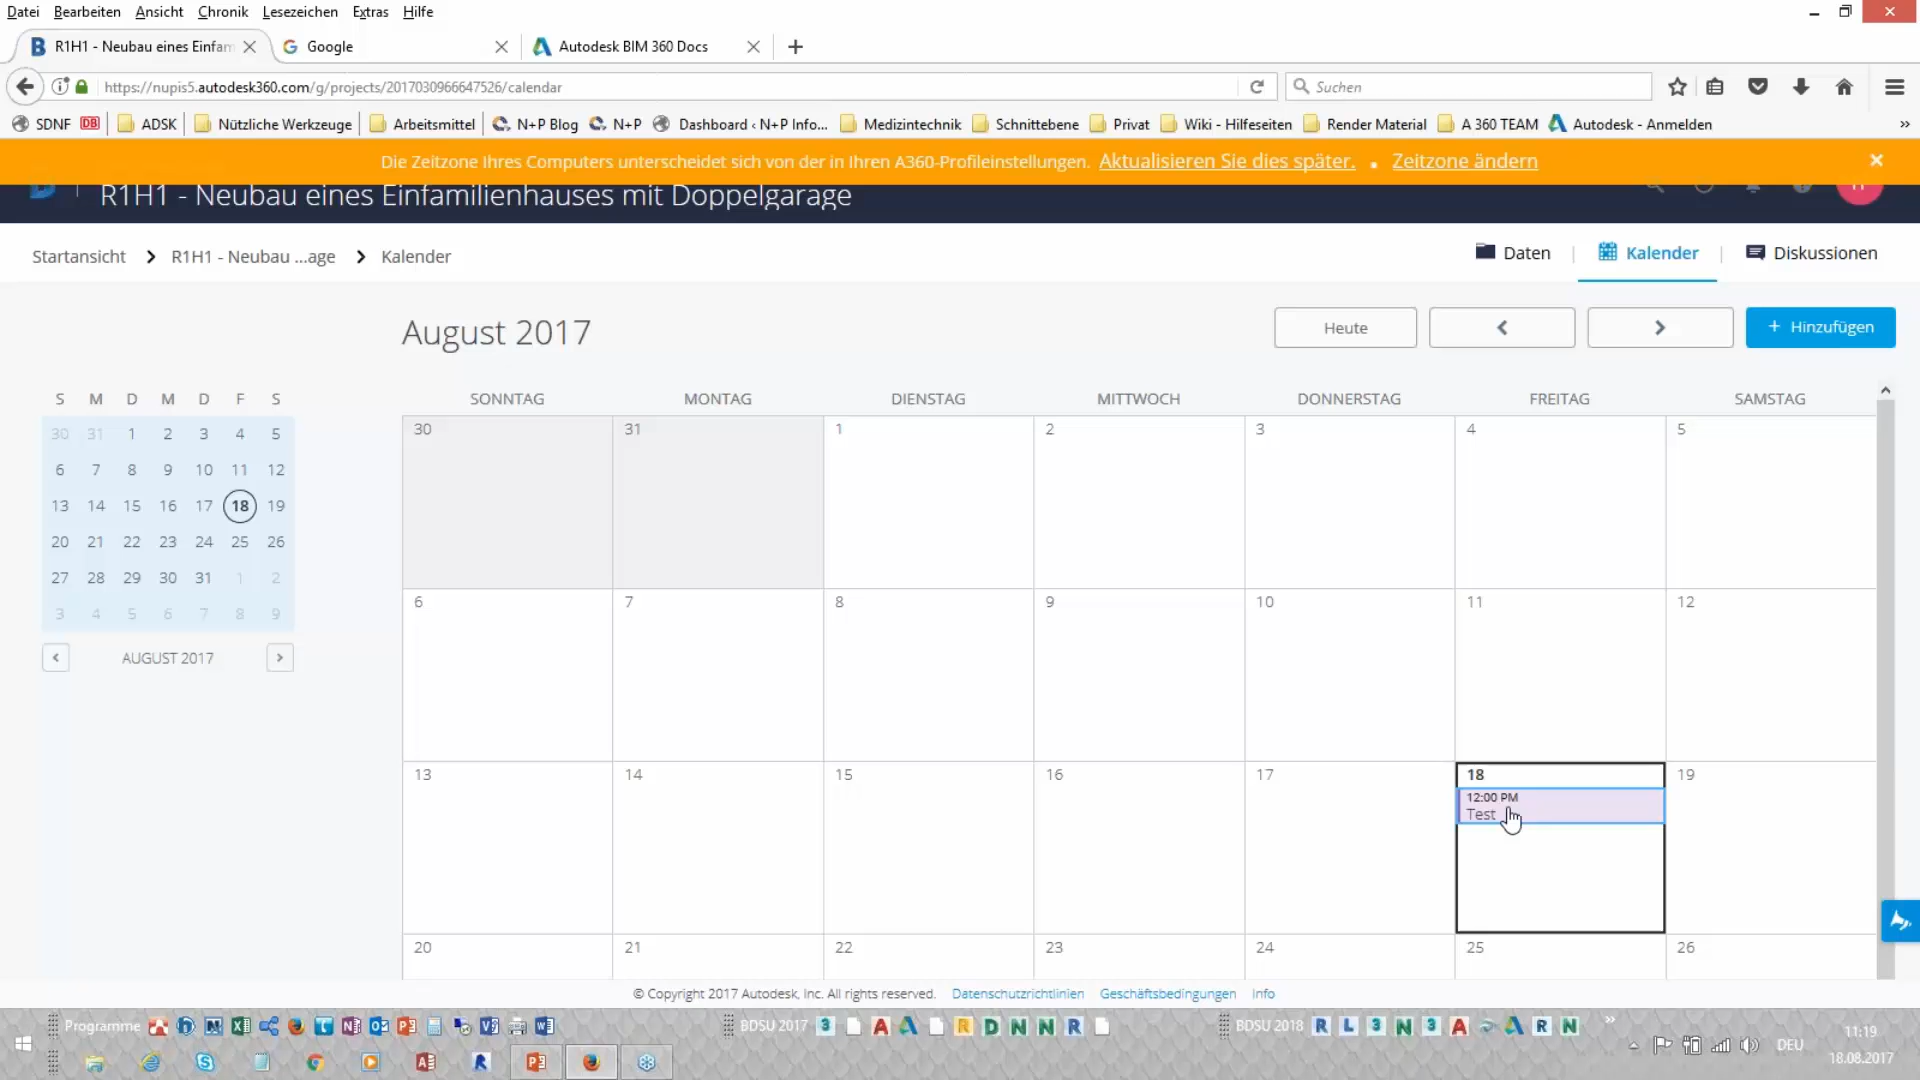 Datei Bearbeiten Ansicht Chronik Lesezeichen Extras Hilfe
R1H1 - Neubau eines Einfam
Google
Autodesk BIM 360 Docs
https://nupis5.autodesk360.com/g/projects/2017030966647526/calendar
Suchen
SDNF DB ADSK Nützliche Werkzeuge Arbeitsmittel N+P Blog N+P Dashboard ‹ N+P Info... Medizintechnik Schnittebene Privat Wiki - Hilfeseiten Render Material A 360 TEAM Autodesk - Anmelden »
Die Zeitzone Ihres Computers unterscheidet sich von der in Ihren A360-Profileinstellungen. Aktualisieren Sie dies später. Zeitzone ändern
R1H1 - Neubau eines Einfamilienhauses mit Doppelgarage
Startansicht R1H1 - Neubau ...age Kalender
Daten | Kalender | Diskussionen
August 2017
Heute
+ Hinzufügen
S M D M D F S
30 31 1 2 3 4 5
6 7 8 9 10 11 12
13 14 15 16 17 18 19
20 21 22 23 24 25 26
27 28 29 30 31 1 2
3 4 5 6 7 8 9
AUGUST 2017
SONNTAG MONTAG DIENSTAG MITTWOCH DONNERSTAG FREITAG SAMSTAG
30 31 1 2 3 4 5
6 7 8 9 10 11 12
13 14 15 16 17 18 19
12:00 PM
Test
20 21 22 23 24 25 26
© Copyright 2017 Autodesk, Inc. All rights reserved. Datenschutzrichtlinien Geschäftsbedingungen Info
Programme
BDSU 2017
BDSU 2018
DEU
11:19
18.08.2017